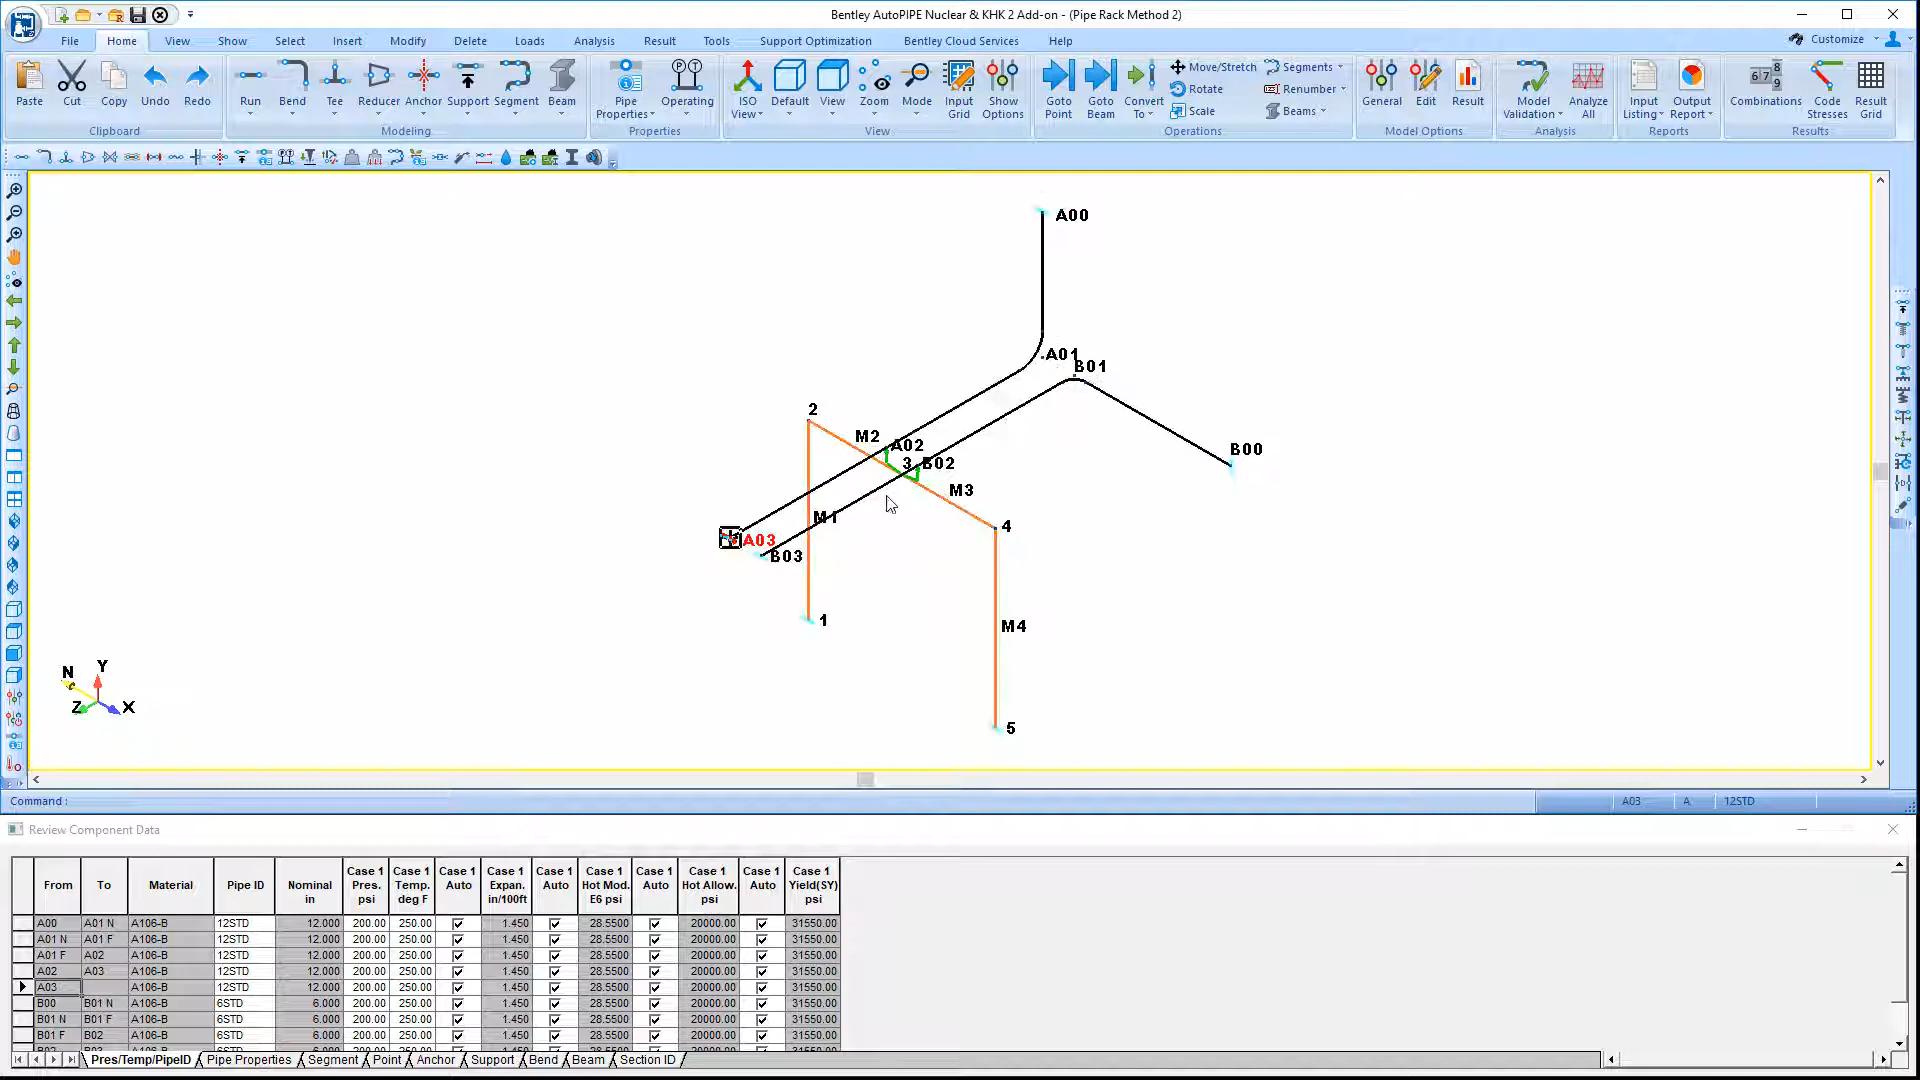 Bentley AutoPIPE Nuclear & KHK 2 Add-on - (Pipe Rack Method 2)
File Home View Show Select Insert Modify Delete Loads Analysis Result Tools Support Optimization Bentley Cloud Services Help Customize
Paste Cut Copy Undo Redo Run Bend Tee Reducer Anchor Support Segment Beam Pipe Properties Operating ISO View Default View Zoom Mode Input Grid Show Options Goto Point Goto Beam Convert To Move/Stretch Segments General Edit Result Model Validation Analyze All Input Listing Output Report Combinations Code Stresses Result Grid
Rotate Renumber
Scale Beams
Clipboard Modeling Properties View Operations Model Options Analysis Reports Results
A00
A01
B01
2
M2
A02
3
B02
B00
M3
M1
4
A03
B03
1
M4
5
N Y
Z X
Command : A03 A 12STD
Review Component Data
From To Material Pipe ID Nominal in Case 1 Pres. psi Case 1 Temp. deg F Case 1 Auto Case 1 Expan. in/100ft Case 1 Auto Case 1 Hot Mod. E6 psi Case 1 Auto Case 1 Hot Allow. psi Case 1 Auto Case 1 Yield(SY) psi
A00 A01 N A106-B 12STD 12.000 200.00 250.00 1.450 28.5500 20000.00 31550.00
A01 N A01 F A106-B 12STD 12.000 200.00 250.00 1.450 28.5500 20000.00 31550.00
A01 F A02 A106-B 12STD 12.000 200.00 250.00 1.450 28.5500 20000.00 31550.00
A02 A03 A106-B 12STD 12.000 200.00 250.00 1.450 28.5500 20000.00 31550.00
A03 A106-B 12STD 12.000 200.00 250.00 1.450 28.5500 20000.00 31550.00
B00 B01 N A106-B 6STD 6.000 200.00 250.00 1.450 28.5500 20000.00 31550.00
B01 N B01 F A106-B 6STD 6.000 200.00 250.00 1.450 28.5500 20000.00 31550.00
B01 F B02 A106-B 6STD 6.000 200.00 250.00 1.450 28.5500 20000.00 31550.00
Pres/Temp/PipeID Pipe Properties Segment Point Anchor Support Bend Beam Section ID